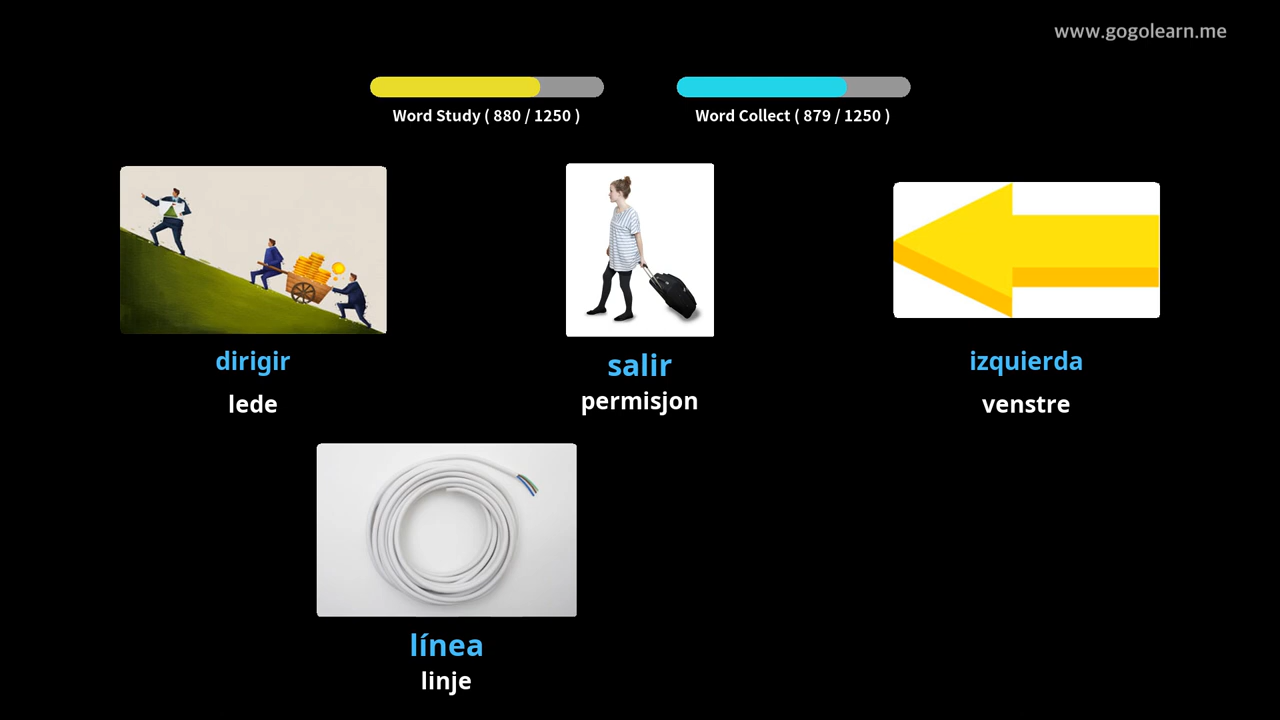 www.gogolearn.me
Word Study ( 880 / 1250 )
Word Collect ( 879 / 1250 )
dirigir
lede
salir
permisjon
izquierda
venstre
línea
linje